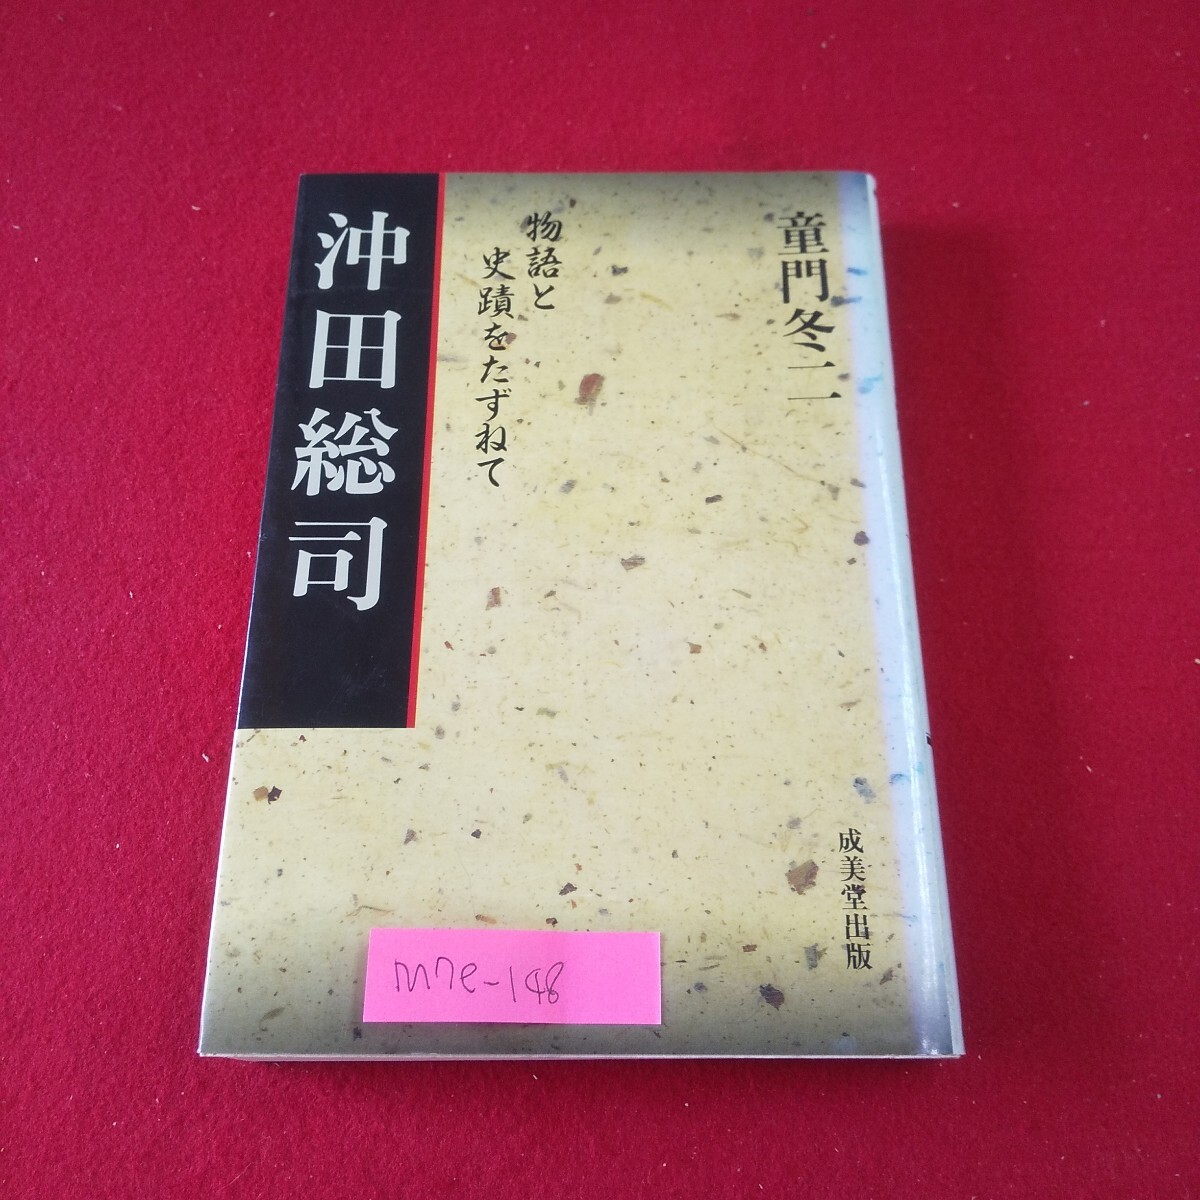 童門冬二
物語と
史蹟をたずねて
沖田総司
成美堂出版
M7e-148